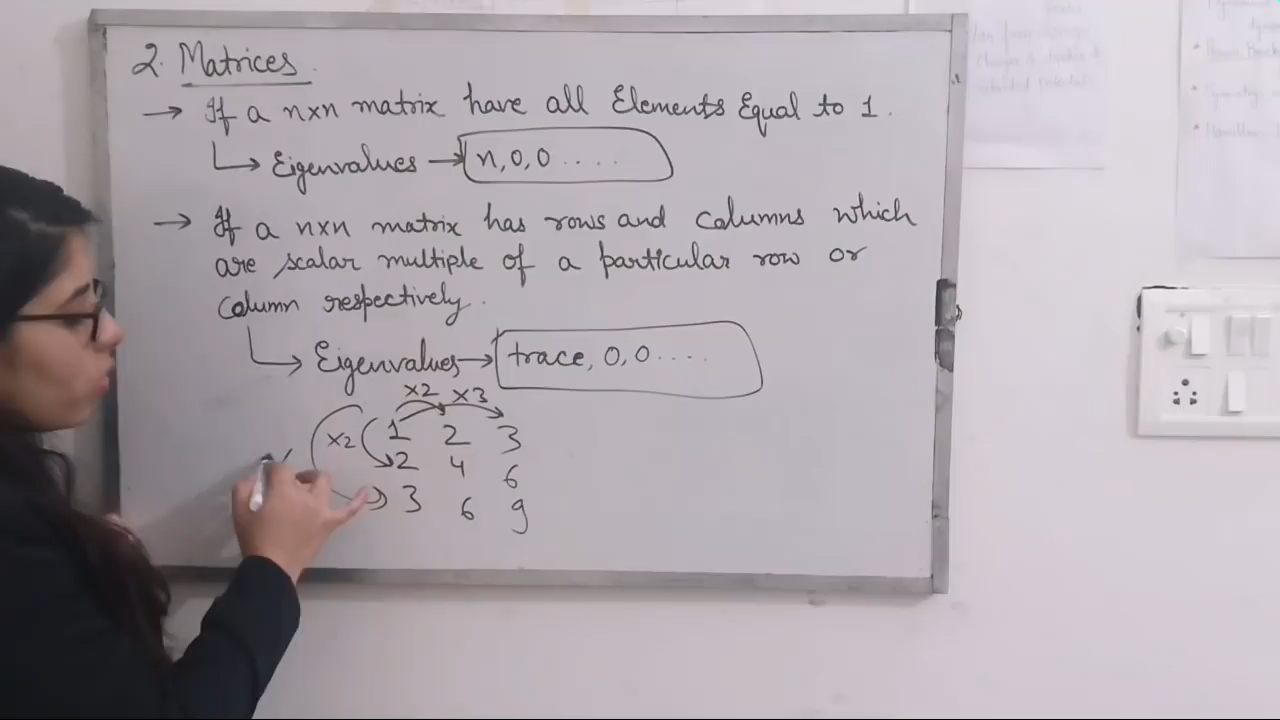 2. Matrices.
→ If a n×n matrix have all Elements Equal to 1.
↳ Eigenvalues → n, 0, 0 ....
→ If a n×n matrix has rows and columns which
are scalar multiple of a particular row or
column respectively.
↳ Eigenvalues → trace, 0, 0 ....
×2 ×3
×2 1 2 3
2 4 6
3 6 9